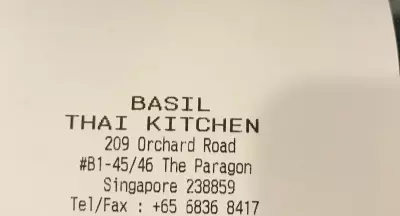 BASIL
THAI KITCHEN
209 Orchard Road
#B1-45/46 The Paragon
Singapore 238859
Tel/Fax : +65 6836 8417